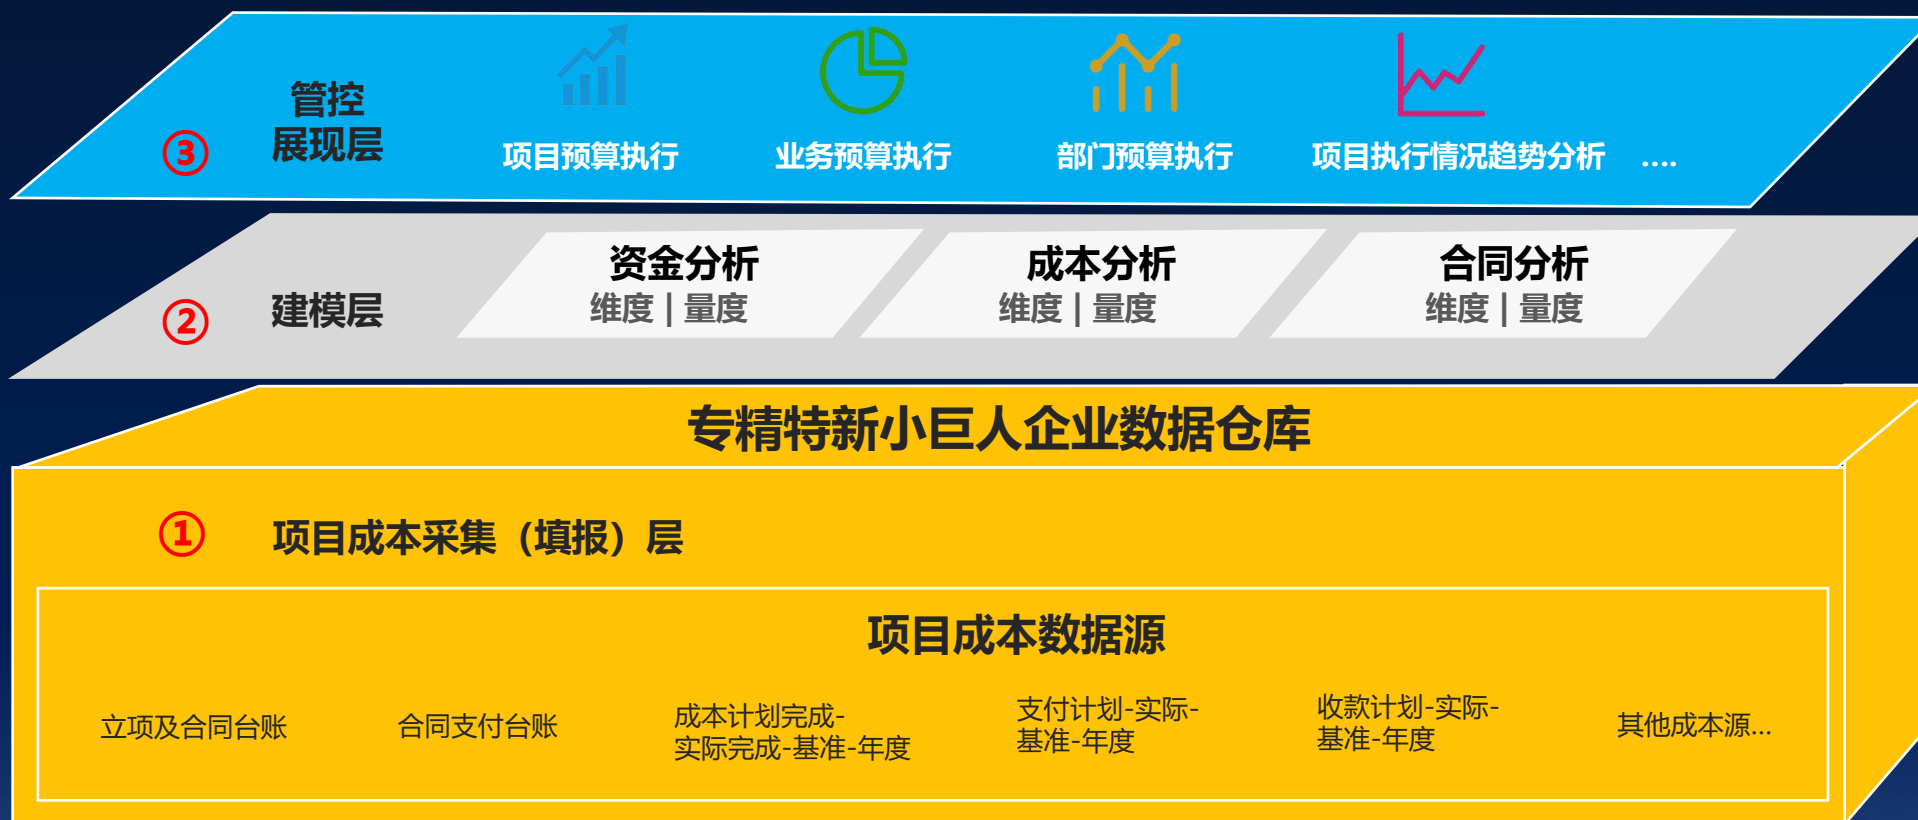 管控
展现层
③
项目预算执行
业务预算执行
部门预算执行
项目执行情况趋势分析
....
②
建模层
资金分析
维度 | 量度
成本分析
维度 | 量度
合同分析
维度 | 量度
专精特新小巨人企业数据仓库
①
项目成本采集（填报）层
项目成本数据源
立项及合同台账
合同支付台账
成本计划完成-
实际完成-基准-年度
支付计划-实际-
基准-年度
收款计划-实际-
基准-年度
其他成本源...